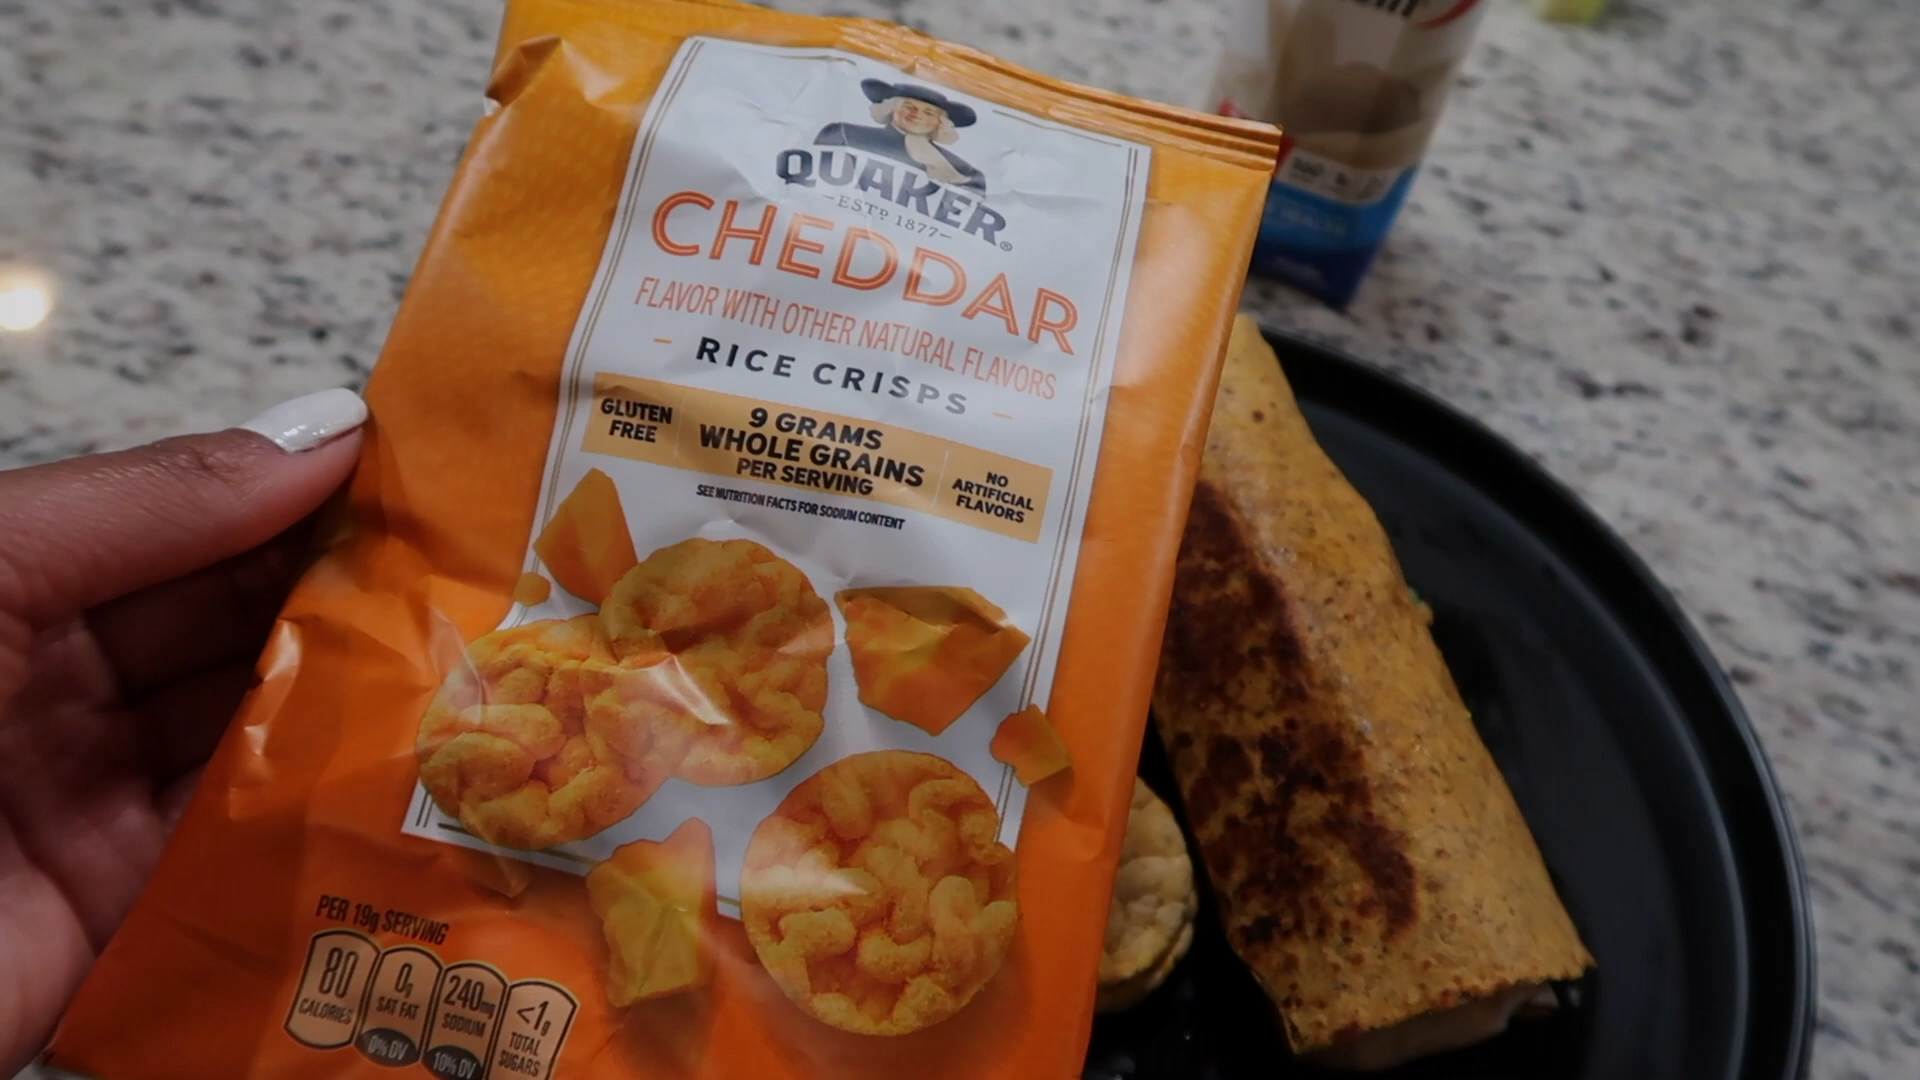 QUAKER®
—ESTD 1877—
CHEDDAR
FLAVOR WITH OTHER NATURAL FLAVORS
– RICE CRISPS –
GLUTEN
FREE
9 GRAMS
WHOLE GRAINS
PER SERVING
NO
ARTIFICIAL
FLAVORS
SEE NUTRITION FACTS FOR SODIUM CONTENT
PER 19g SERVING
80
CALORIES
0g
SAT FAT
0% DV
240mg
SODIUM
10% DV
<1g
TOTAL
SUGARS